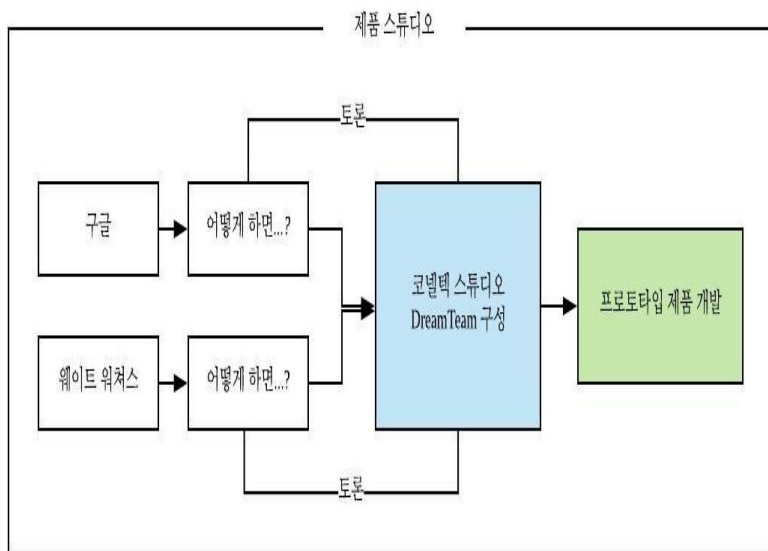 제품 스튜디오
토론
구글
어떻게 하면...?
코넬텍 스튜디오
DreamTeam 구성
프로토타입 제품 개발
웨이트 워쳐스
어떻게 하면...?
토론